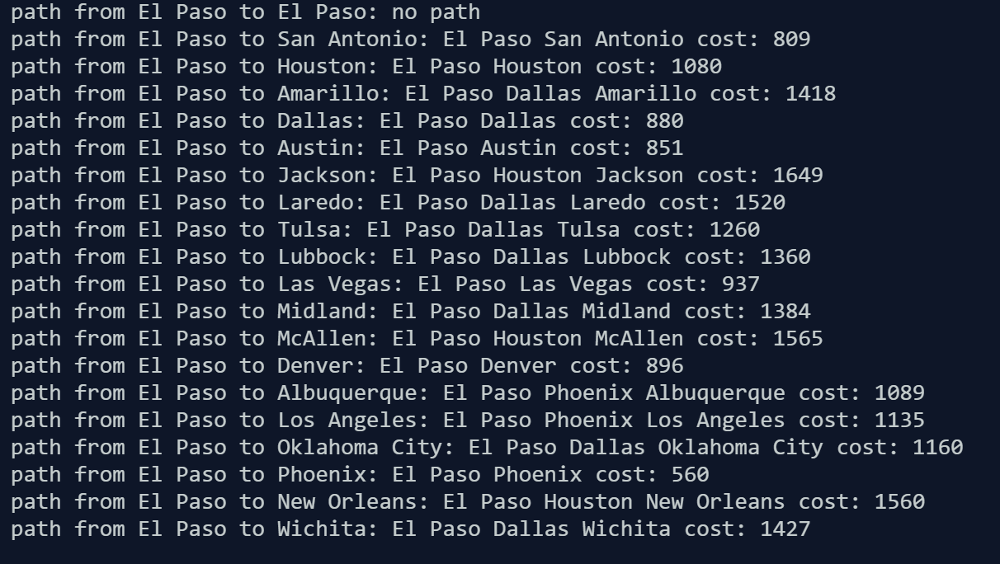 path from El Paso to El Paso: no path
path from El Paso to San Antonio: El Paso San Antonio cost: 809
path from El Paso to Houston: El Paso Houston cost: 1080
path from El Paso to Amarillo: El Paso Dallas Amarillo cost: 1418
path from El Paso to Dallas: El Paso Dallas cost: 880
path from El Paso to Austin: El Paso Austin cost: 851
path from El Paso to Jackson: El Paso Houston Jackson cost: 1649
path from El Paso to Laredo: El Paso Dallas Laredo cost: 1520
path from El Paso to Tulsa: El Paso Dallas Tulsa cost: 1260
path from El Paso to Lubbock: El Paso Dallas Lubbock cost: 1360
path from El Paso to Las Vegas: El Paso Las Vegas cost: 937
path from El Paso to Midland: El Paso Dallas Midland cost: 1384
path from El Paso to McAllen: El Paso Houston McAllen cost: 1565
path from El Paso to Denver: El Paso Denver cost: 896
path from El Paso to Albuquerque: El Paso Phoenix Albuquerque cost: 1089
path from El Paso to Los Angeles: El Paso Phoenix Los Angeles cost: 1135
path from El Paso to Oklahoma City: El Paso Dallas Oklahoma City cost: 1160
path from El Paso to Phoenix: El Paso Phoenix cost: 560
path from El Paso to New Orleans: El Paso Houston New Orleans cost: 1560
path from El Paso to Wichita: El Paso Dallas Wichita cost: 1427